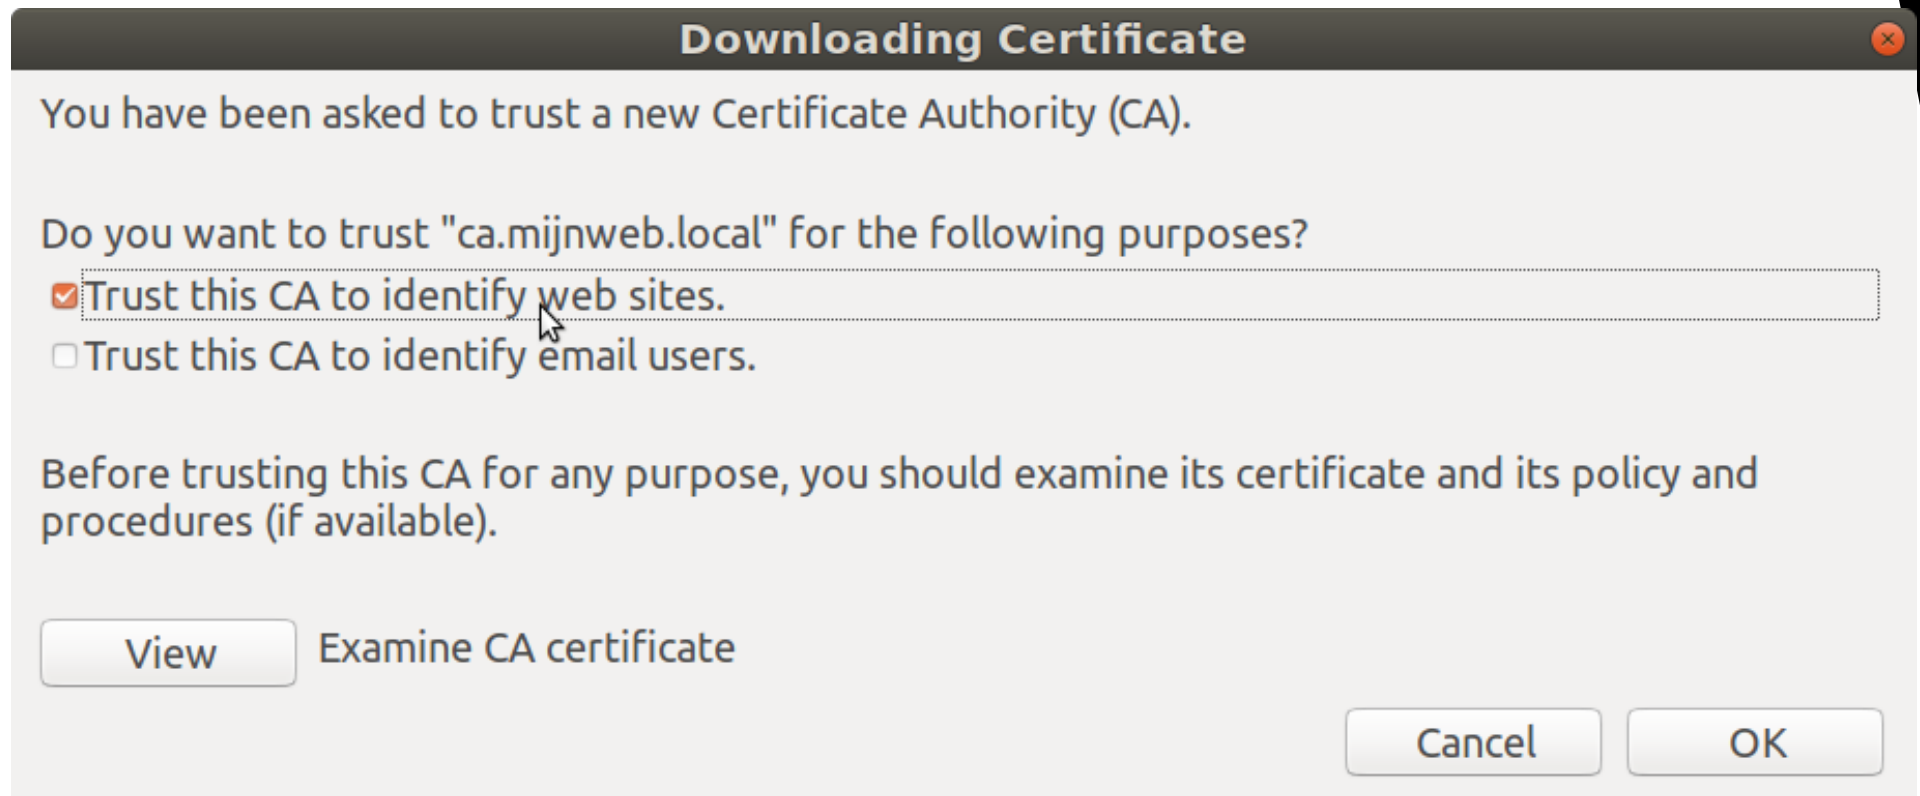 Downloading Certificate
You have been asked to trust a new Certificate Authority (CA).
Do you want to trust "ca.mijnweb.local" for the following purposes?
Trust this CA to identify web sites.
Trust this CA to identify email users.
Before trusting this CA for any purpose, you should examine its certificate and its policy and
procedures (if available).
View Examine CA certificate
Cancel OK